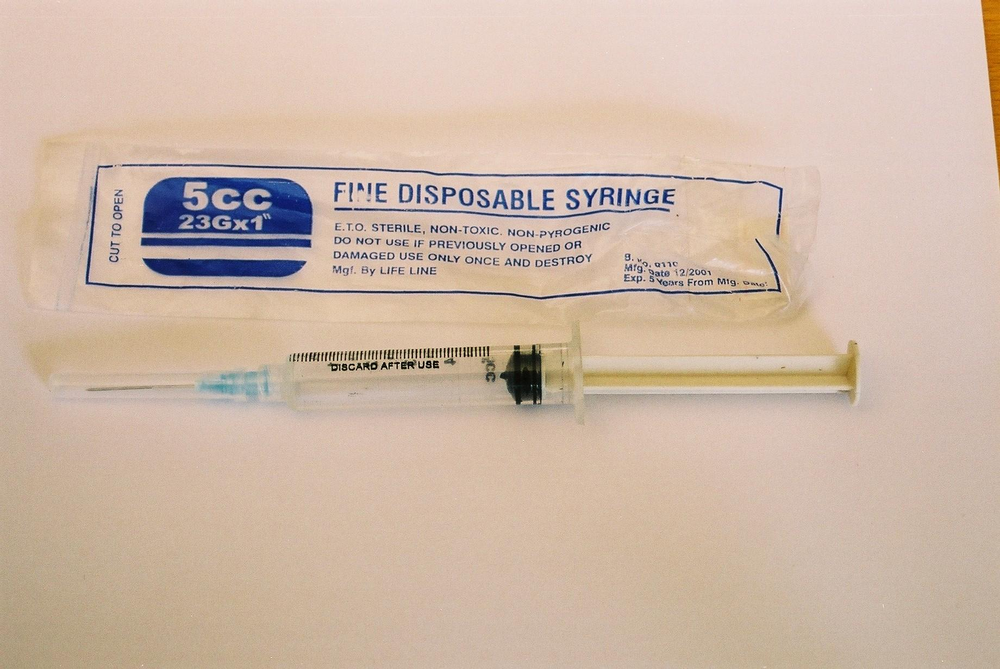 CUT TO OPEN
5cc
23Gx1"
FINE DISPOSABLE SYRINGE
E.T.O. STERILE, NON-TOXIC. NON-PYROGENIC
DO NOT USE IF PREVIOUSLY OPENED OR
DAMAGED USE ONLY ONCE AND DESTROY
Mgf. By LIFE LINE
B. No.
Mfg. Date 12/2001
Exp. 5 Years From Mfg. Date:
DISCARD AFTER USE
4
CC